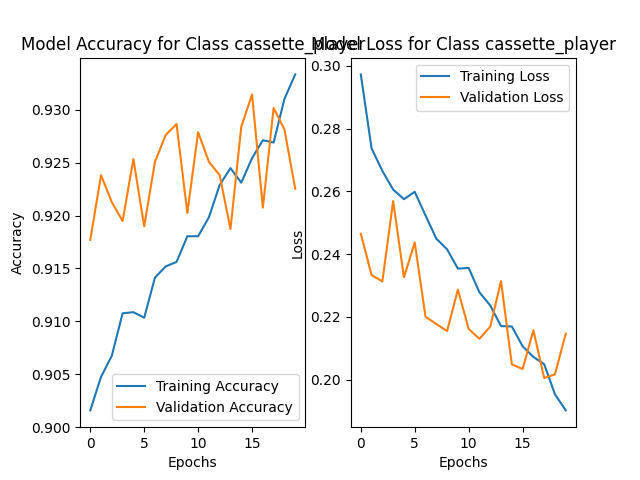 Model Accuracy for Class cassette_player
Model Loss for Class cassette_player
0.930
0.925
0.920
0.915
0.910
0.905
0.900
Accuracy
Training Accuracy
Validation Accuracy
0 5 10 15
Epochs
0.30
0.28
0.26
0.24
0.22
0.20
Loss
Training Loss
Validation Loss
0 5 10 15
Epochs